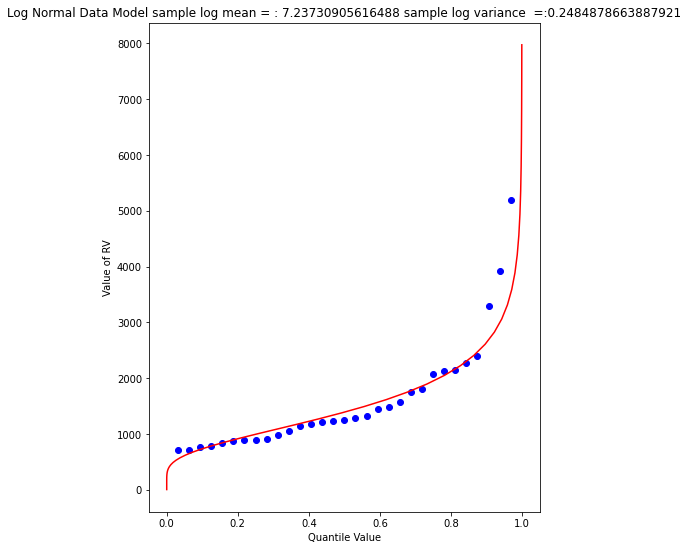 Log Normal Data Model sample log mean = : 7.23730905616488 sample log variance  =:0.2484878663887921
8000
7000
6000
5000
4000
3000
2000
1000
0
Value of RV
0.0 0.2 0.4 0.6 0.8 1.0
Quantile Value